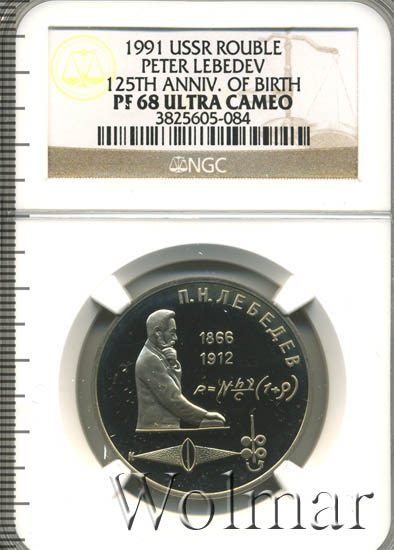 1991 USSR ROUBLE
PETER LEBEDEV
125TH ANNIV. OF BIRTH
PF 68 ULTRA CAMEO
3825605-084
NGC
П.Н.ЛЕБЕДЕВ
1866
1912
Wolmar